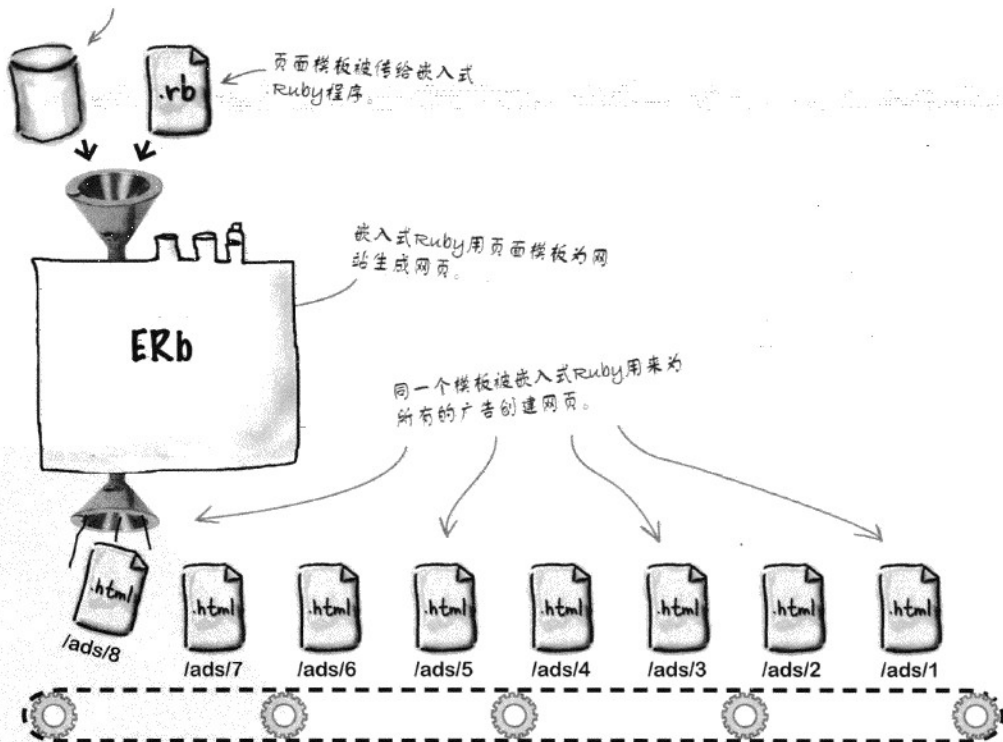 页面模板被传给嵌入式
Ruby程序。
.rb
嵌入式Ruby用页面模板为网
站生成网页。
ERb
同一个模板被嵌入式Ruby用来为
所有的广告创建网页。
.html
.html
.html
.html
.html
.html
.html
.html
/ads/8
/ads/7
/ads/6
/ads/5
/ads/4
/ads/3
/ads/2
/ads/1